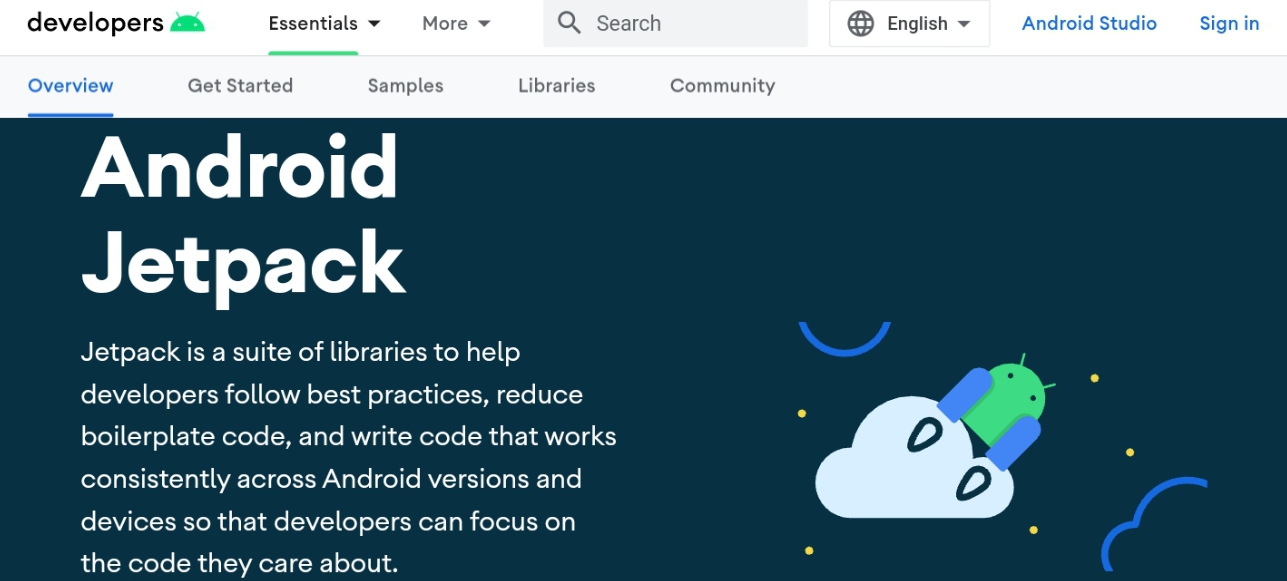 developers
Essentials
More
Search
English
Android Studio
Sign in
Overview
Get Started
Samples
Libraries
Community
Android
Jetpack
Jetpack is a suite of libraries to help
developers follow best practices, reduce
boilerplate code, and write code that works
consistently across Android versions and
devices so that developers can focus on
the code they care about.